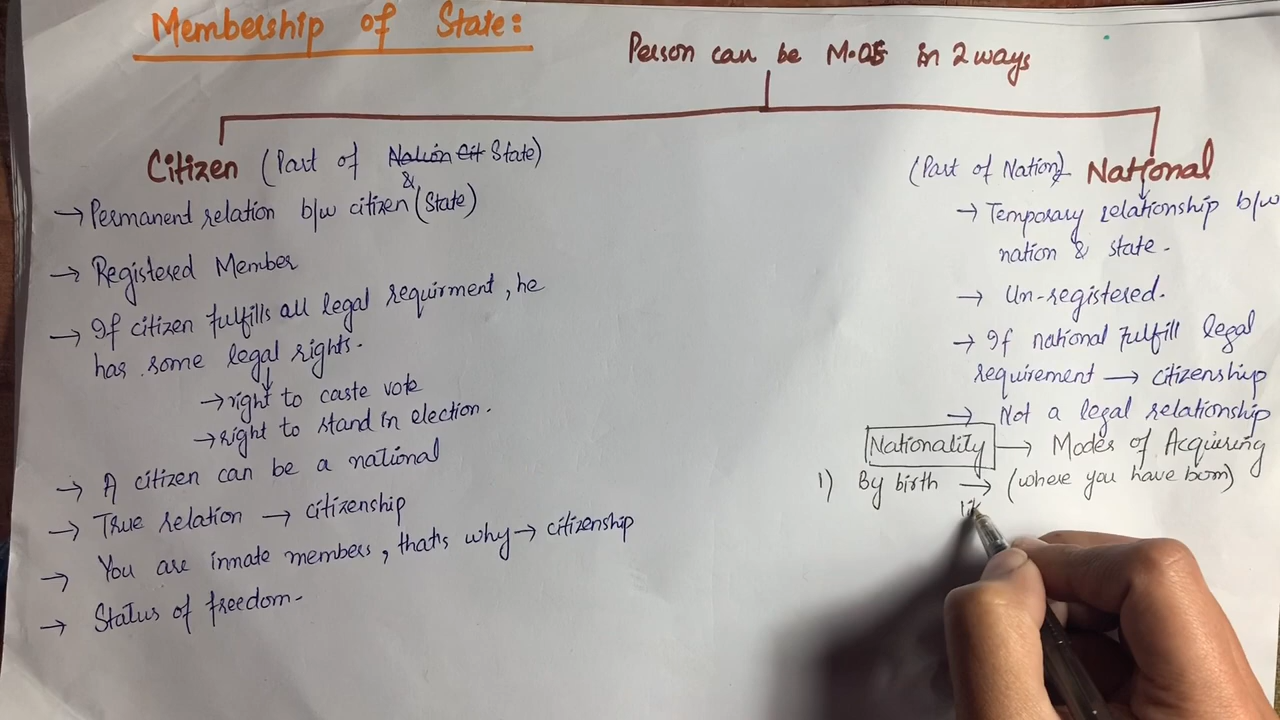 Membership of State:
Person can be M.OS in 2 ways
Citizen (Part of Nation Cit State)
&
→ Permanent relation b/w citizen (State)
→ Registered Member
→ If citizen fulfills all legal requirment, he
has some legal rights.
→ right to caste vote
→ right to stand in election.
→ A citizen can be a national
→ True relation → citizenship
→ You are innate members, that's why → citizenship
→ Status of freedom.
(Part of Nation) National
→ Temporary relationship b/w
nation & state.
→ Un-registered.
→ If national fulfill legal
requirement → citizenship
→ Not a legal relationship
Nationality → Modes of Acquiring
1) By birth → (where you have born)